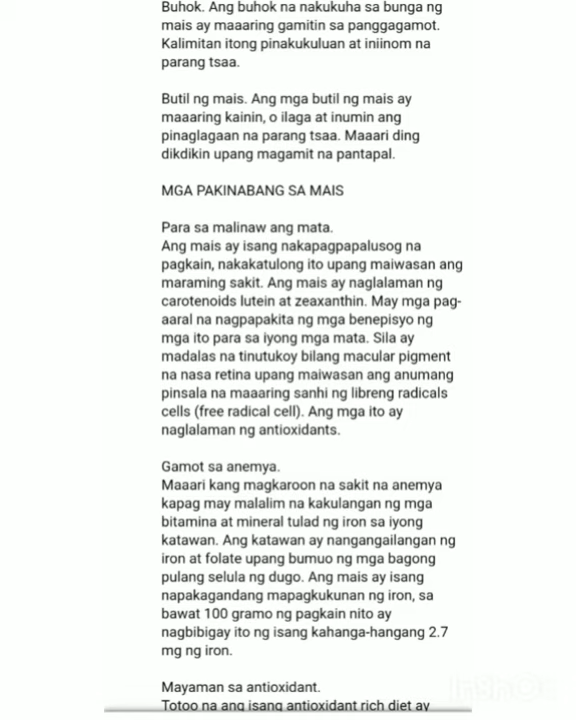 Buhok. Ang buhok na nakukuha sa bunga ng
mais ay maaaring gamitin sa panggagamot.
Kalimitan itong pinakukuluan at iniinom na
parang tsaa.
Butil ng mais. Ang mga butil ng mais ay
maaaring kainin, o ilaga at inumin ang
pinaglagaan na parang tsaa. Maaari ding
dikdikin upang magamit na pantapal.
MGA PAKINABANG SA MAIS
Para sa malinaw ang mata.
Ang mais ay isang nakapagpapalusog na
pagkain, nakakatulong ito upang maiwasan ang
maraming sakit. Ang mais ay naglalaman ng
carotenoids lutein at zeaxanthin. May mga pag-
aaral na nagpapakita ng mga benepisyo ng
mga ito para sa iyong mga mata. Sila ay
madalas na tinutukoy bilang macular pigment
na nasa retina upang maiwasan ang anumang
pinsala na maaaring sanhi ng libreng radicals
cells (free radical cell). Ang mga ito ay
naglalaman ng antioxidants.
Gamot sa anemya.
Maaari kang magkaroon na sakit na anemya
kapag may malalim na kakulangan ng mga
bitamina at mineral tulad ng iron sa iyong
katawan. Ang katawan ay nangangailangan ng
iron at folate upang bumuo ng mga bagong
pulang selula ng dugo. Ang mais ay isang
napakagandang mapagkukunan ng iron, sa
bawat 100 gramo ng pagkain nito ay
nagbibigay ito ng isang kahanga-hangang 2.7
mg ng iron.
Mayaman sa antioxidant.
Totoo na ang isang antioxidant rich diet ay